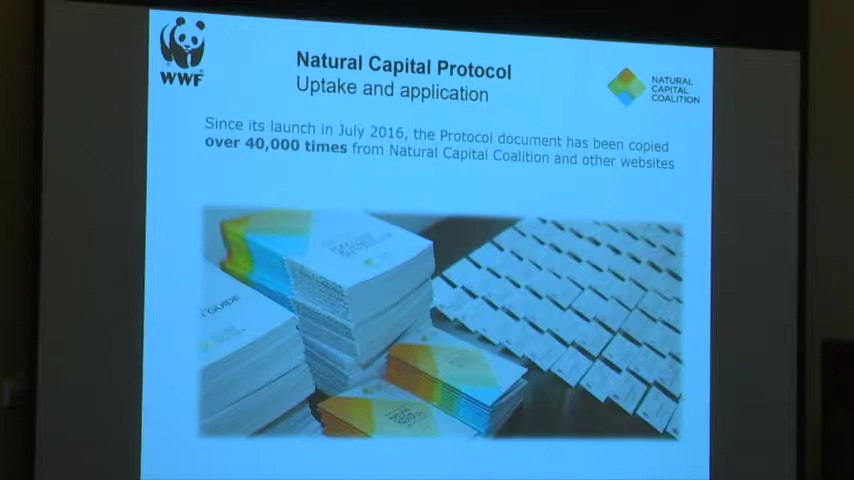 WWF
Natural Capital Protocol
Uptake and application
NATURAL
CAPITAL
COALITION
Since its launch in July 2016, the Protocol document has been copied
over 40,000 times from Natural Capital Coalition and other websites
GUIDE